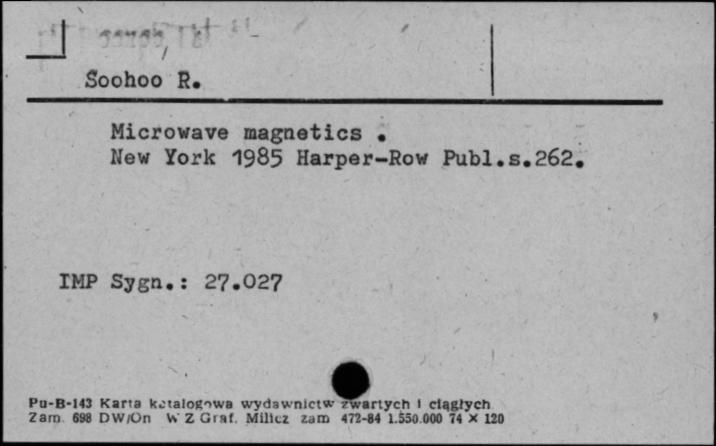 Soohoo R.
Microwave magnetics .
New York 1985 Harper-Row Publ.s.262.
IMP Sygn.: 27.027
Pu-B-143 Karta katalogowa wydawnictw zwartych i ciągłych
Zam. 698 DW/On W Z Graf. Milicz zam 472-84 1.550.000 74 × 120